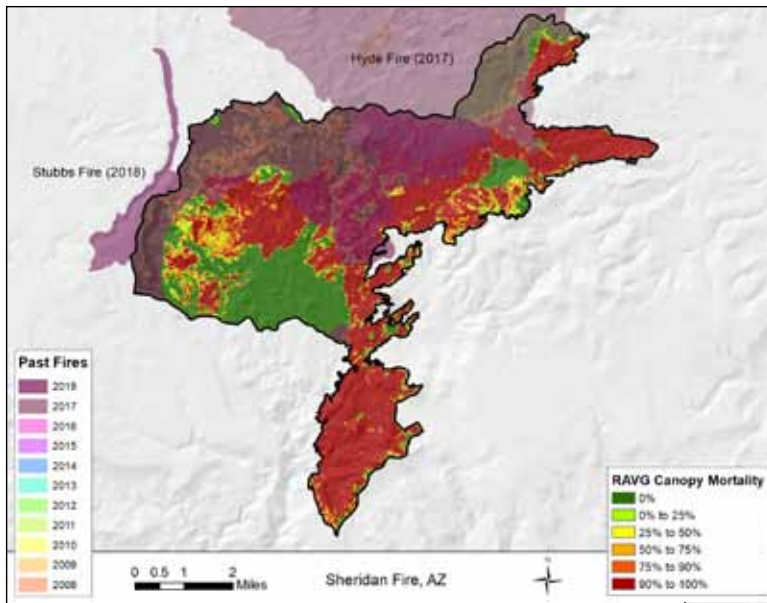 Hyde Fire (2017)
Stubbs Fire (2018)
Past Fires
2018
2017
2016
2015
2014
2013
2012
2011
2010
2009
2008
RAVG Canopy Mortality
0%
0% to 25%
25% to 50%
50% to 75%
75% to 90%
90% to 100%
0 0.5 1 2
Miles
Sheridan Fire, AZ